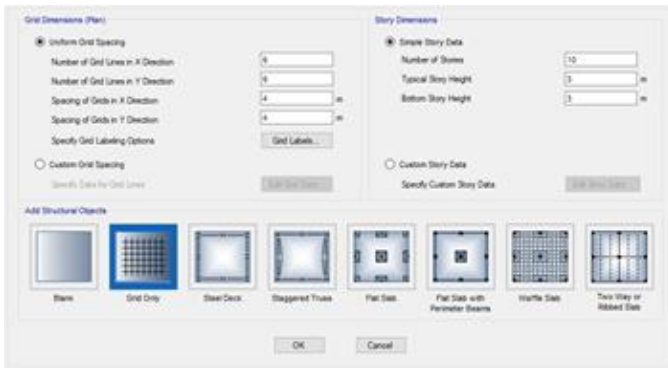 Grid Dimensions (Plan)
Uniform Grid Spacing
Number of Grid Lines in X Direction
6
Number of Grid Lines in Y Direction
6
Spacing of Grids in X Direction
4
m
Spacing of Grids in Y Direction
4
m
Specify Grid Labeling Options
Grid Labels...
Custom Grid Spacing
Specify Data for Grid Lines
Edit Grid Data...
Story Dimensions
Simple Story Data
Number of Stories
10
Typical Story Height
3
m
Bottom Story Height
3
m
Custom Story Data
Specify Custom Story Data
Edit Story Data...
Add Structural Objects
Blank
Grid Only
Steel Deck
Staggered Truss
Flat Slab
Flat Slab with
Perimeter Beams
Waffle Slab
Two Way or
Ribbed Slab
OK
Cancel